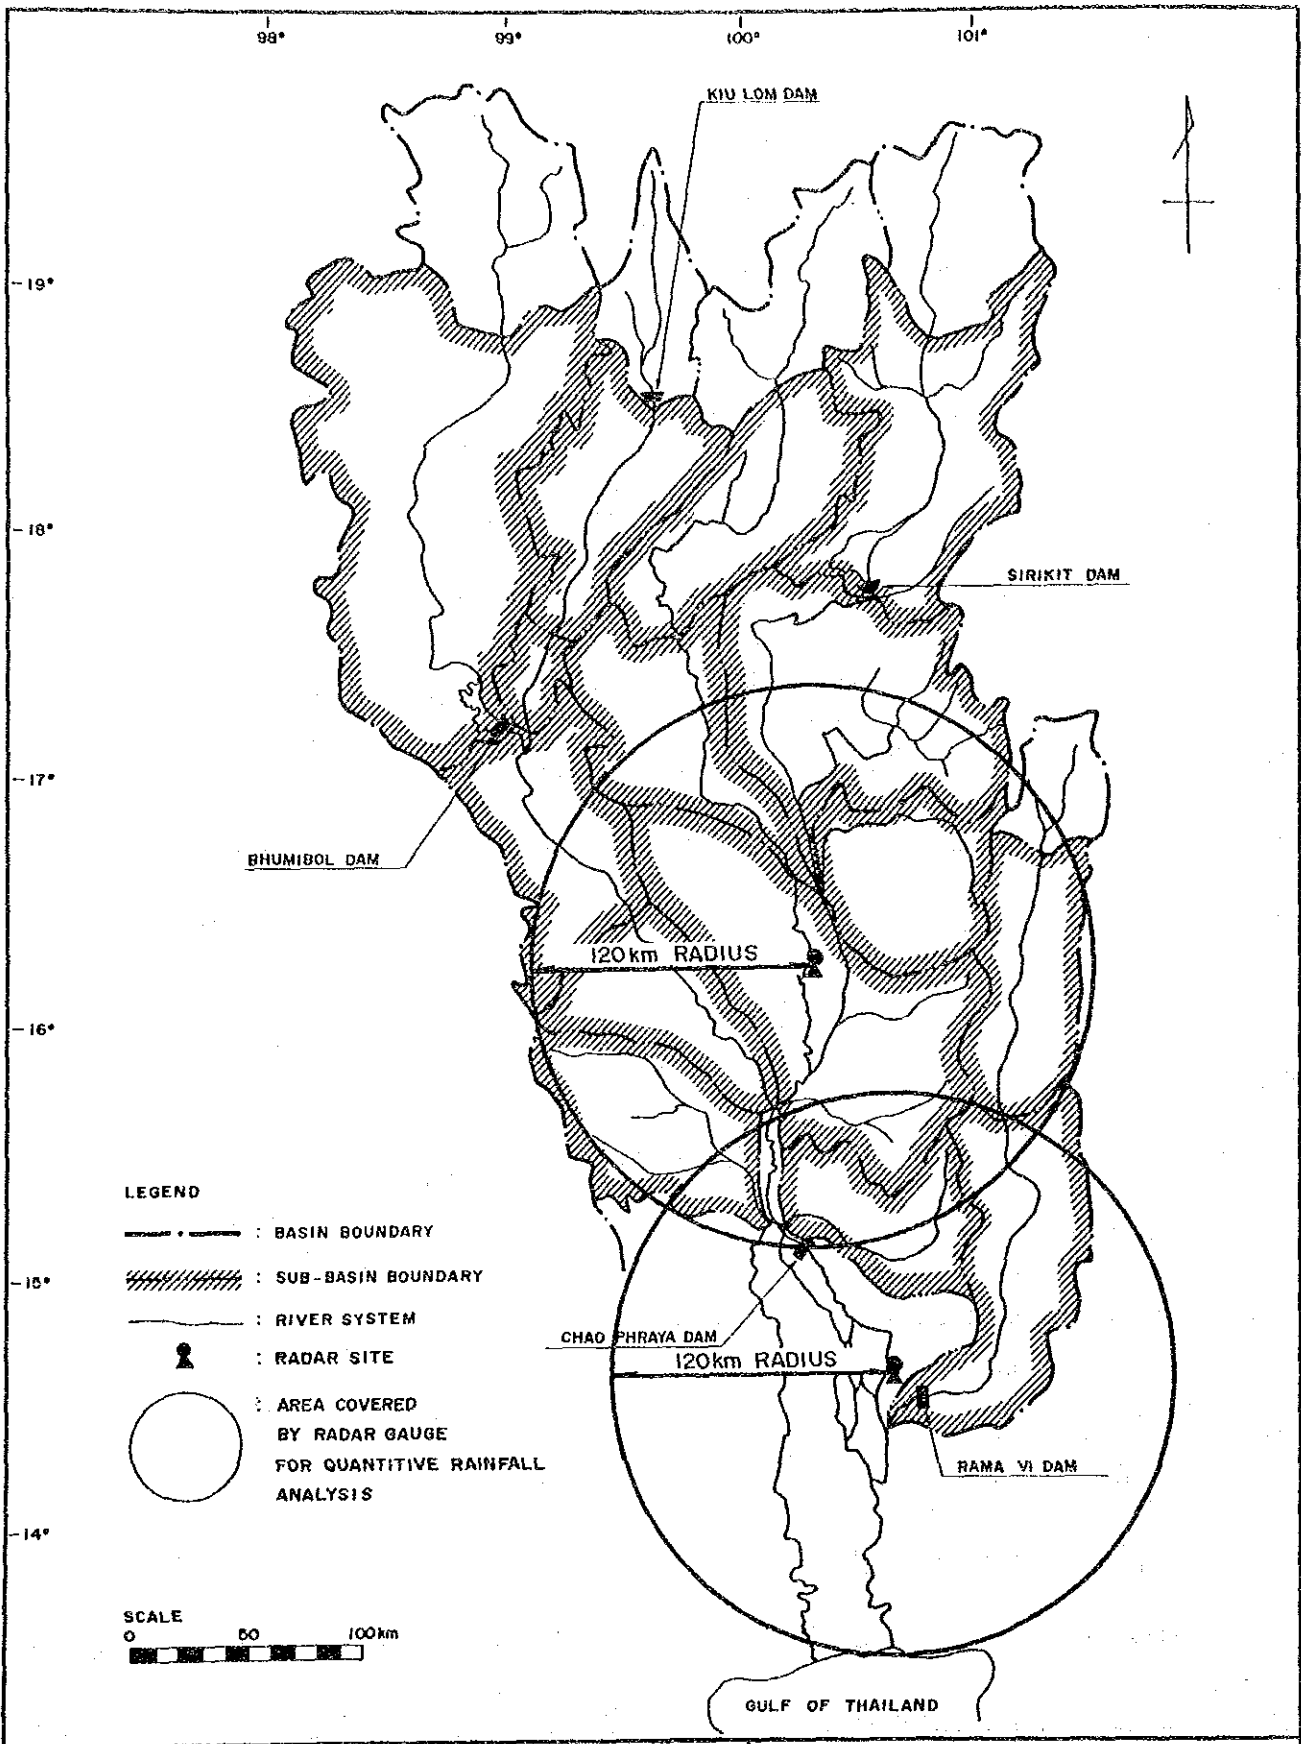 98°
99°
100°
101°
KIU LOM DAM
19°
18°
SIRIKIT DAM
17°
BHUMIBOL DAM
120km RADIUS
16°
LEGEND
: BASIN BOUNDARY
: SUB-BASIN BOUNDARY
15°
: RIVER SYSTEM
CHAO PHRAYA DAM
: RADAR SITE
120km RADIUS
: AREA COVERED
BY RADAR GAUGE
FOR QUANTITIVE RAINFALL
ANALYSIS
RAMA VI DAM
14°
SCALE
0 50 100km
GULF OF THAILAND